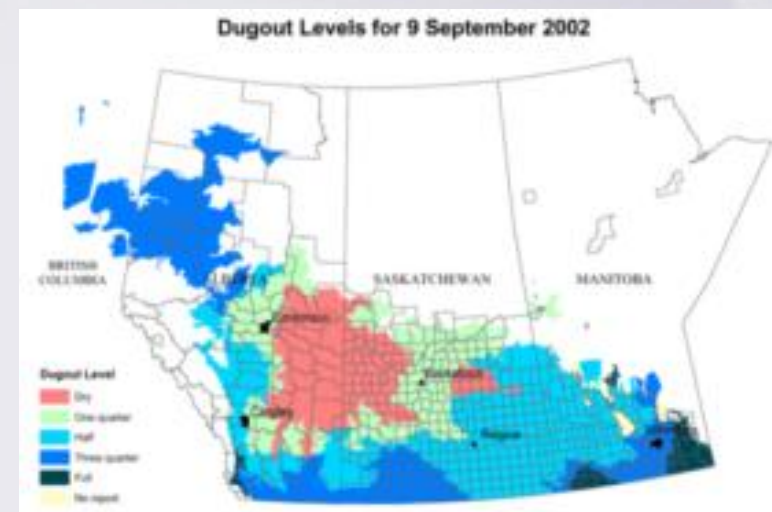 Dugout Levels for 9 September 2002
BRITISH
COLUMBIA
ALBERTA
SASKATCHEWAN
MANITOBA
Edmonton
Saskatoon
Calgary
Regina
Dugout Level
Dry
One quarter
Half
Three quarter
Full
No report